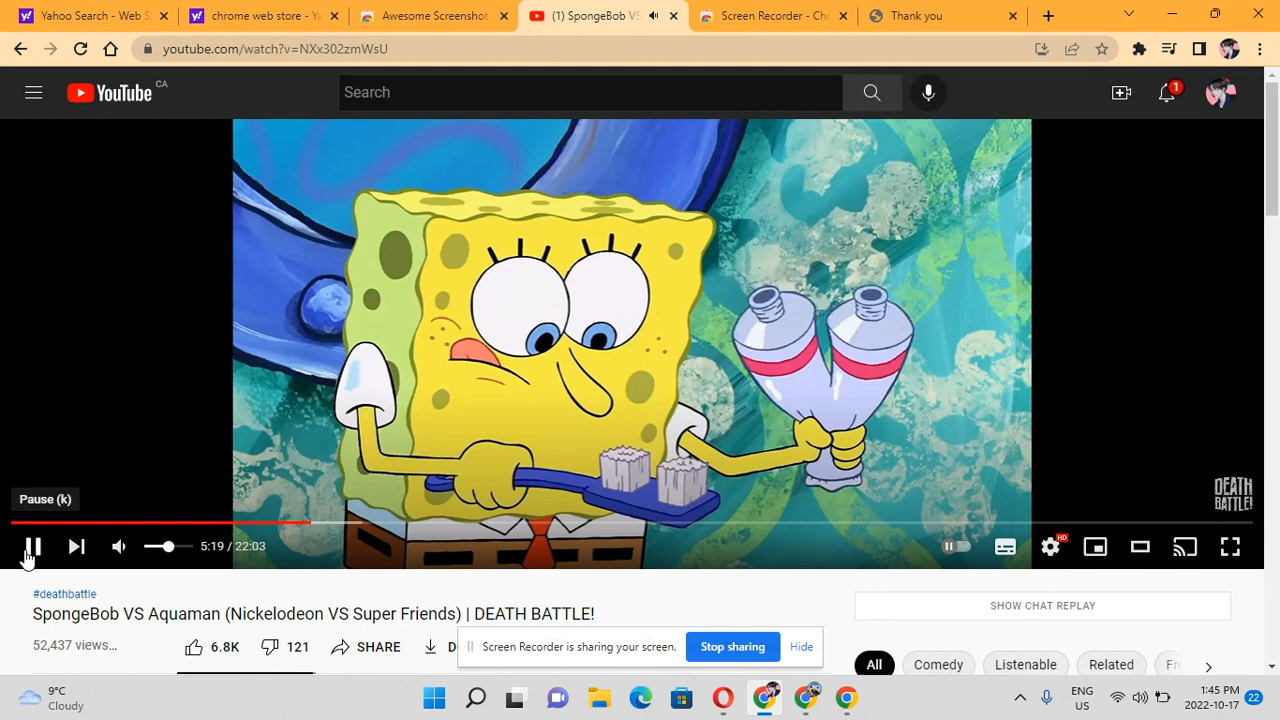 Yahoo Search - Web S
chrome web store - Ya
Awesome Screenshot
(1) SpongeBob VS
Screen Recorder - Chr
Thank you
youtube.com/watch?v=NXx302zmWsU
YouTube CA
Search
1
DEATH
BATTLE!
Pause (k)
5:19 / 22:03
HD
#deathbattle
SpongeBob VS Aquaman (Nickelodeon VS Super Friends) | DEATH BATTLE!
SHOW CHAT REPLAY
52,437 views...
6.8K
121
SHARE
D
Screen Recorder is sharing your screen.
Stop sharing
Hide
All
Comedy
Listenable
Related
Fr
9°C
Cloudy
ENG
US
1:45 PM
2022-10-17
22